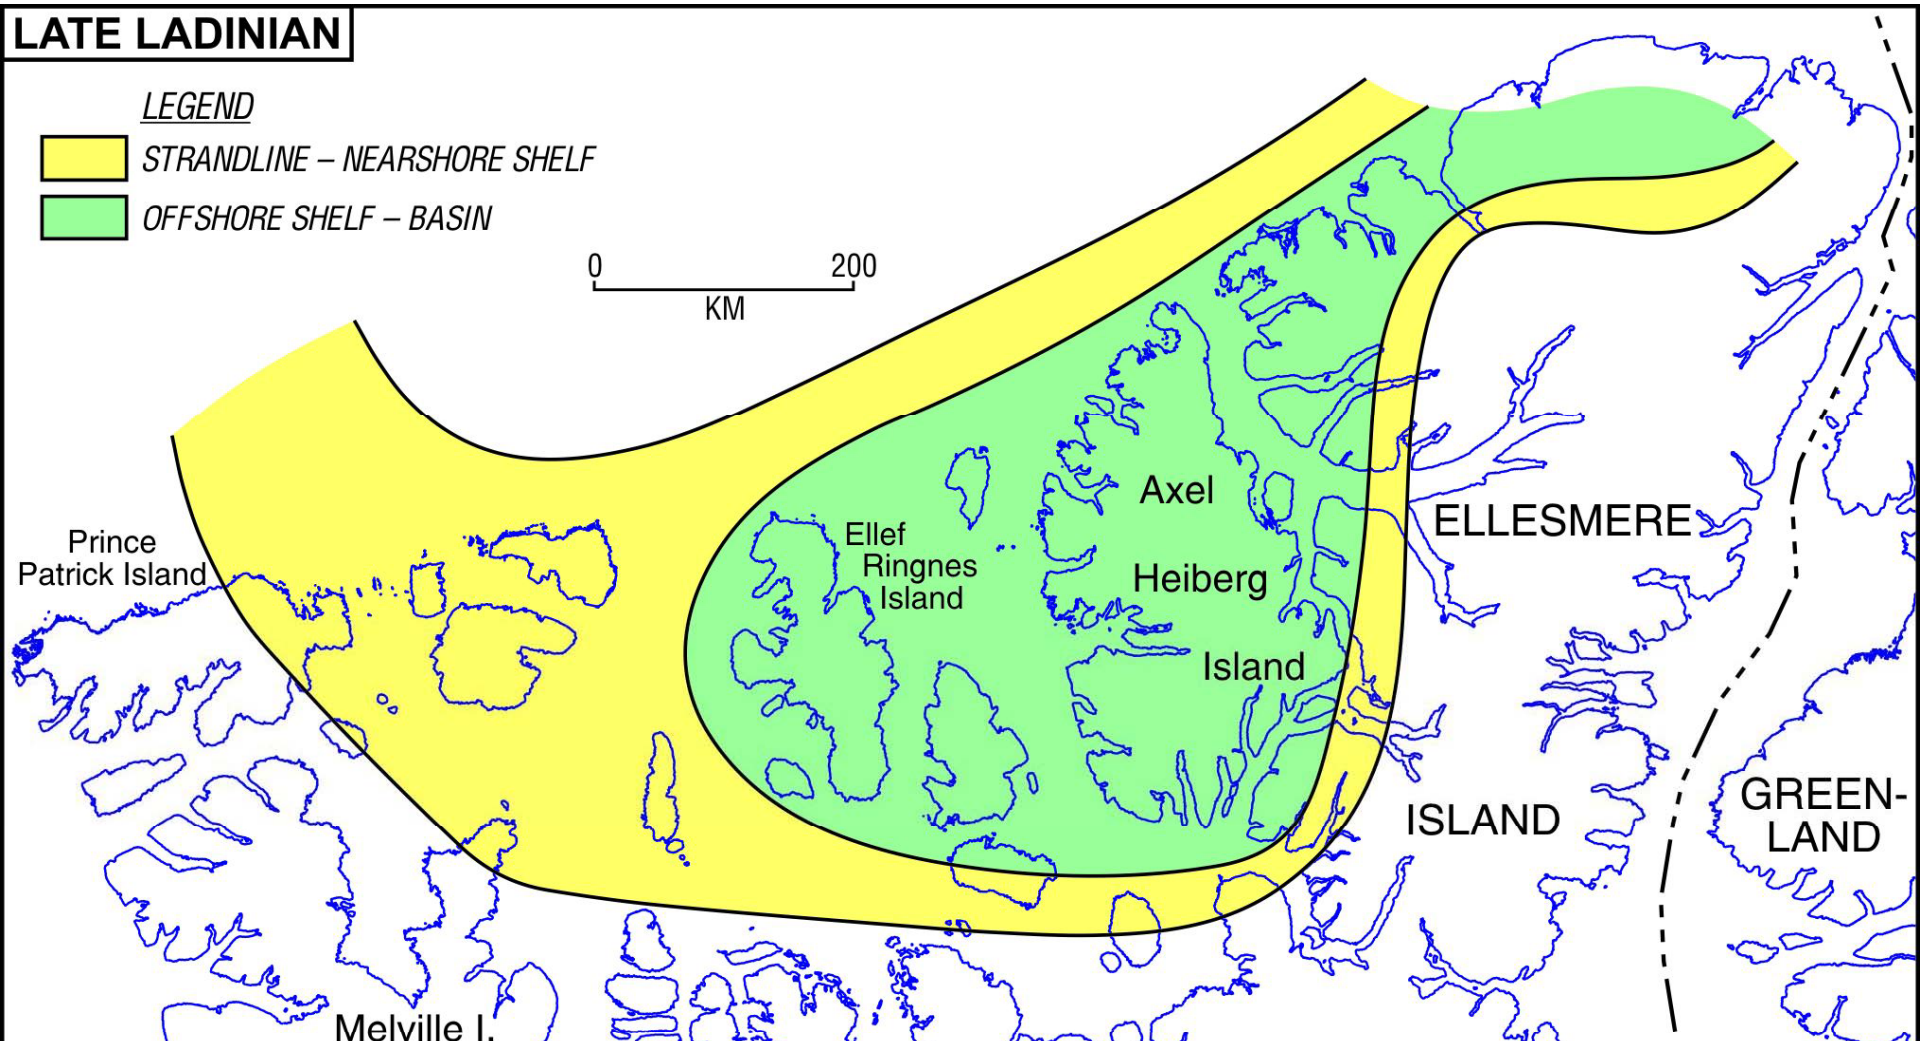 LATE LADINIAN
LEGEND
STRANDLINE – NEARSHORE SHELF
OFFSHORE SHELF – BASIN
0 200
KM
Prince
Patrick Island
Ellef
Ringnes
Island
Axel
Heiberg
Island
ELLESMERE
ISLAND
GREEN-
LAND
Melville I.